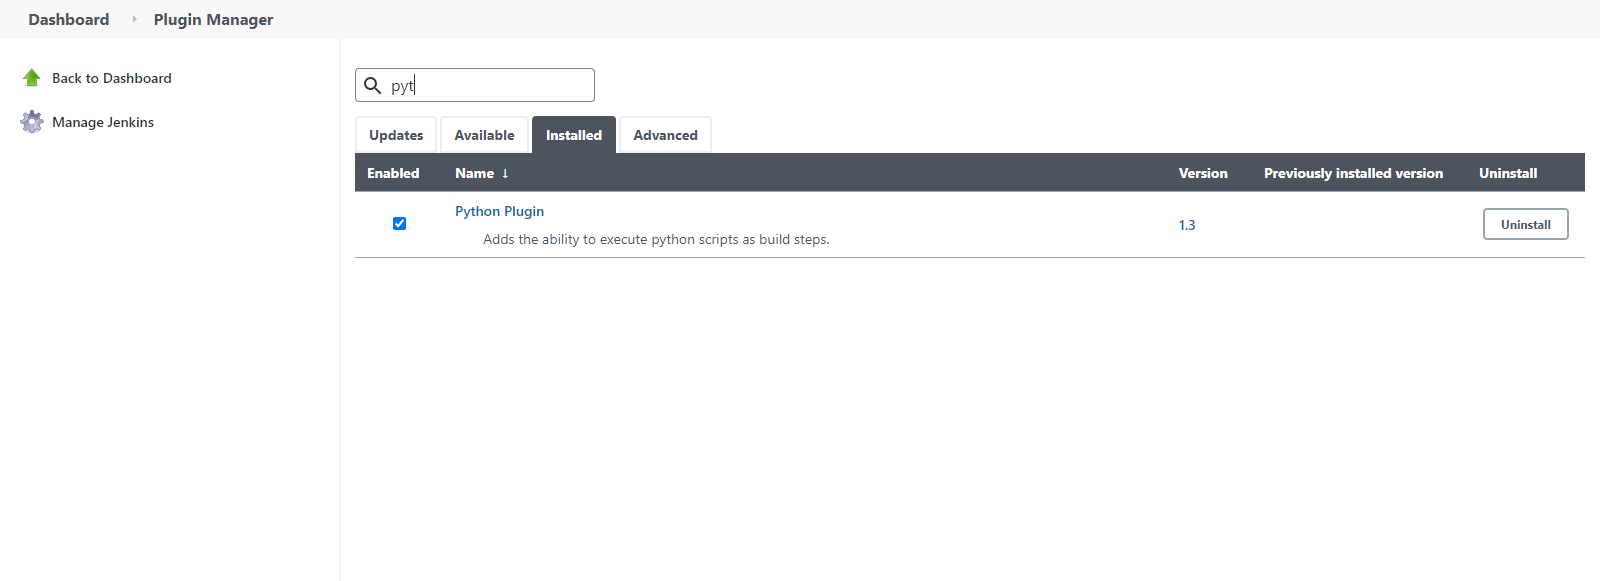 Dashboard Plugin Manager
Back to Dashboard
Manage Jenkins
pyt
Updates Available Installed Advanced
Enabled Name ↓ Version Previously installed version Uninstall
Python Plugin
Adds the ability to execute python scripts as build steps.
1.3
Uninstall